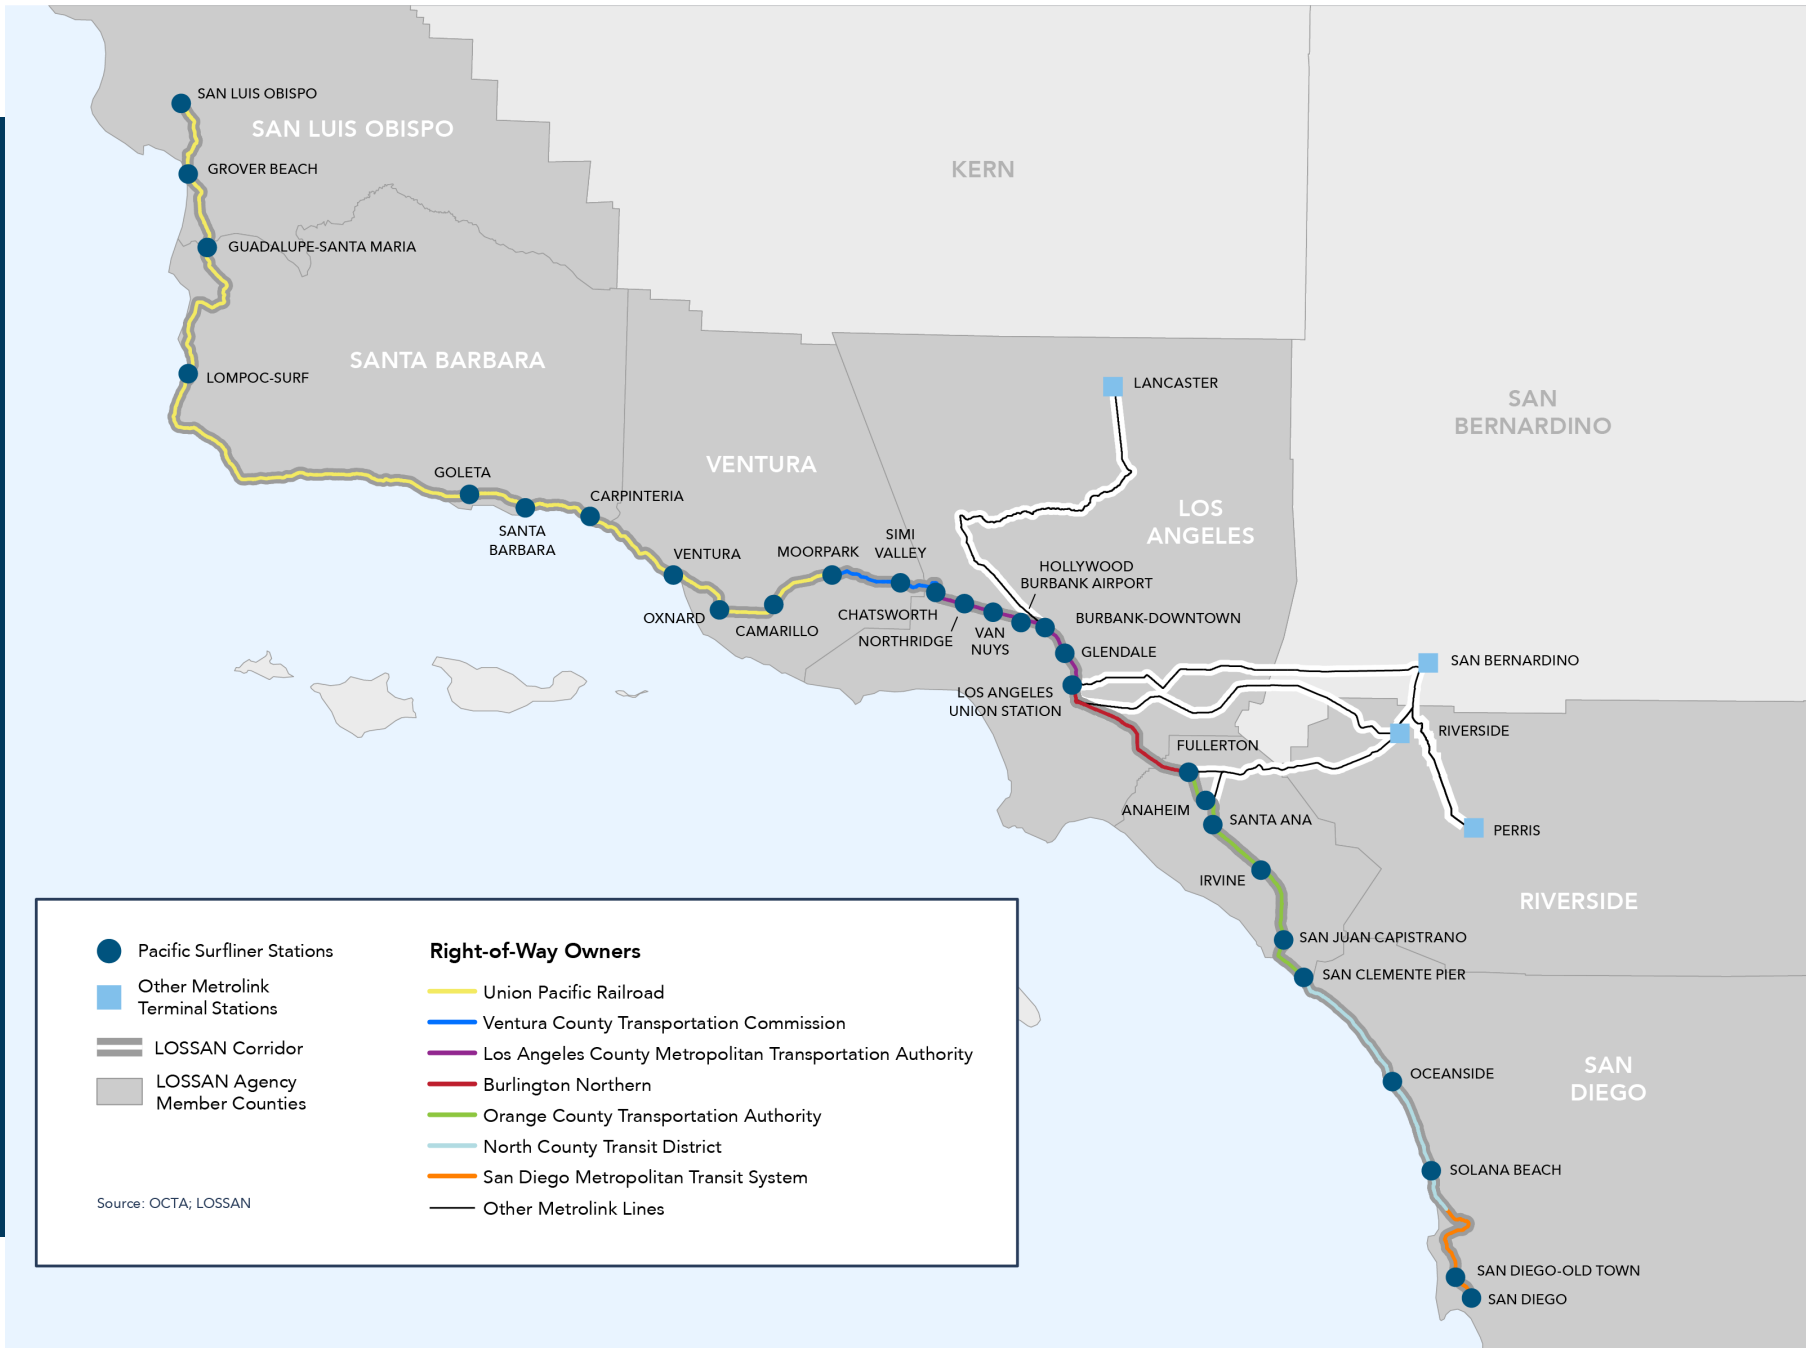 SAN LUIS OBISPO
SAN LUIS OBISPO
GROVER BEACH
KERN
GUADALUPE-SANTA MARIA
SANTA BARBARA
LOMPOC-SURF
LANCASTER
SAN
BERNARDINO
VENTURA
GOLETA
CARPINTERIA
SANTA
BARBARA
LOS
ANGELES
VENTURA
MOORPARK
SIMI
VALLEY
HOLLYWOOD
BURBANK AIRPORT
OXNARD
CAMARILLO
CHATSWORTH
NORTHRIDGE
VAN
NUYS
BURBANK-DOWNTOWN
GLENDALE
SAN BERNARDINO
LOS ANGELES
UNION STATION
RIVERSIDE
FULLERTON
ANAHEIM
SANTA ANA
PERRIS
IRVINE
RIVERSIDE
SAN JUAN CAPISTRANO
SAN CLEMENTE PIER
OCEANSIDE
SAN
DIEGO
SOLANA BEACH
SAN DIEGO-OLD TOWN
SAN DIEGO
Pacific Surfliner Stations
Other Metrolink
Terminal Stations
LOSSAN Corridor
LOSSAN Agency
Member Counties
Source: OCTA; LOSSAN
Right-of-Way Owners
Union Pacific Railroad
Ventura County Transportation Commission
Los Angeles County Metropolitan Transportation Authority
Burlington Northern
Orange County Transportation Authority
North County Transit District
San Diego Metropolitan Transit System
Other Metrolink Lines